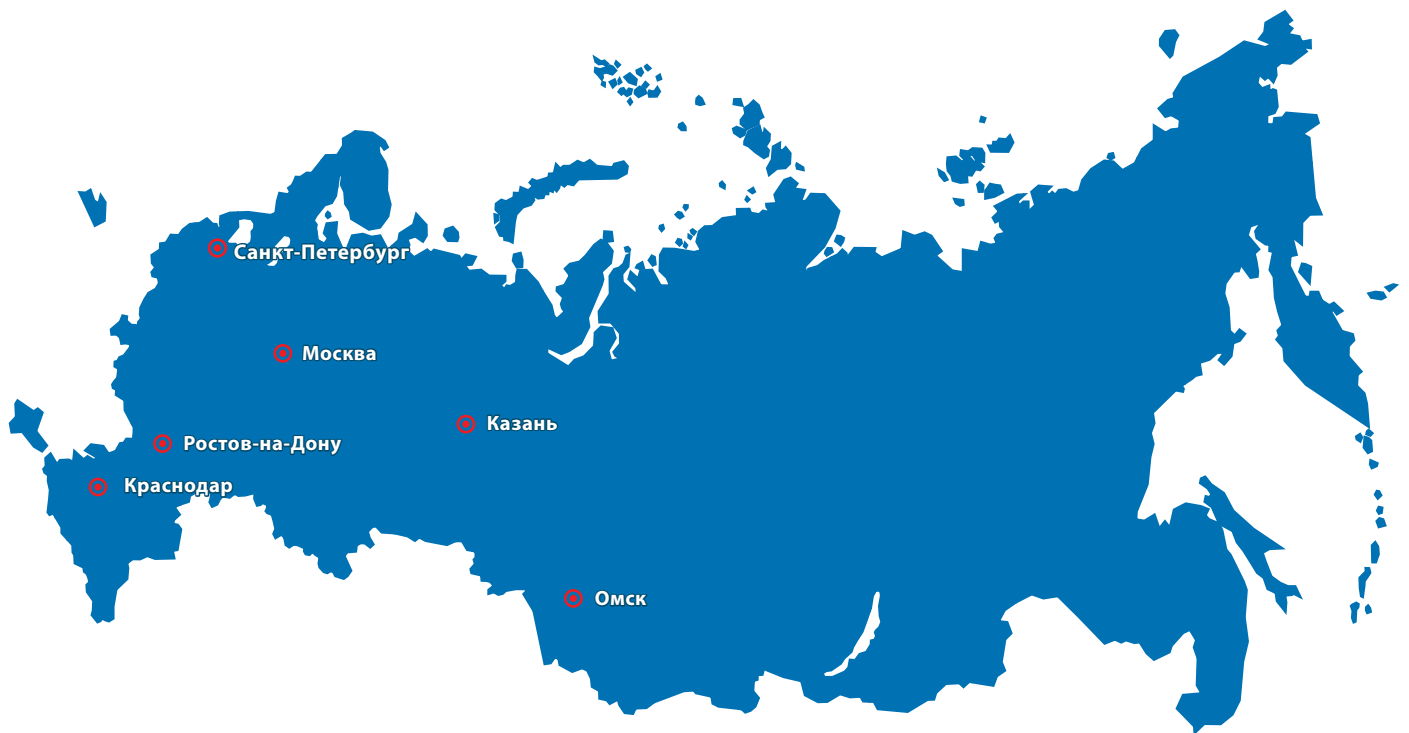 Санкт-Петербург
Москва
Казань
Ростов-на-Дону
Краснодар
Омск